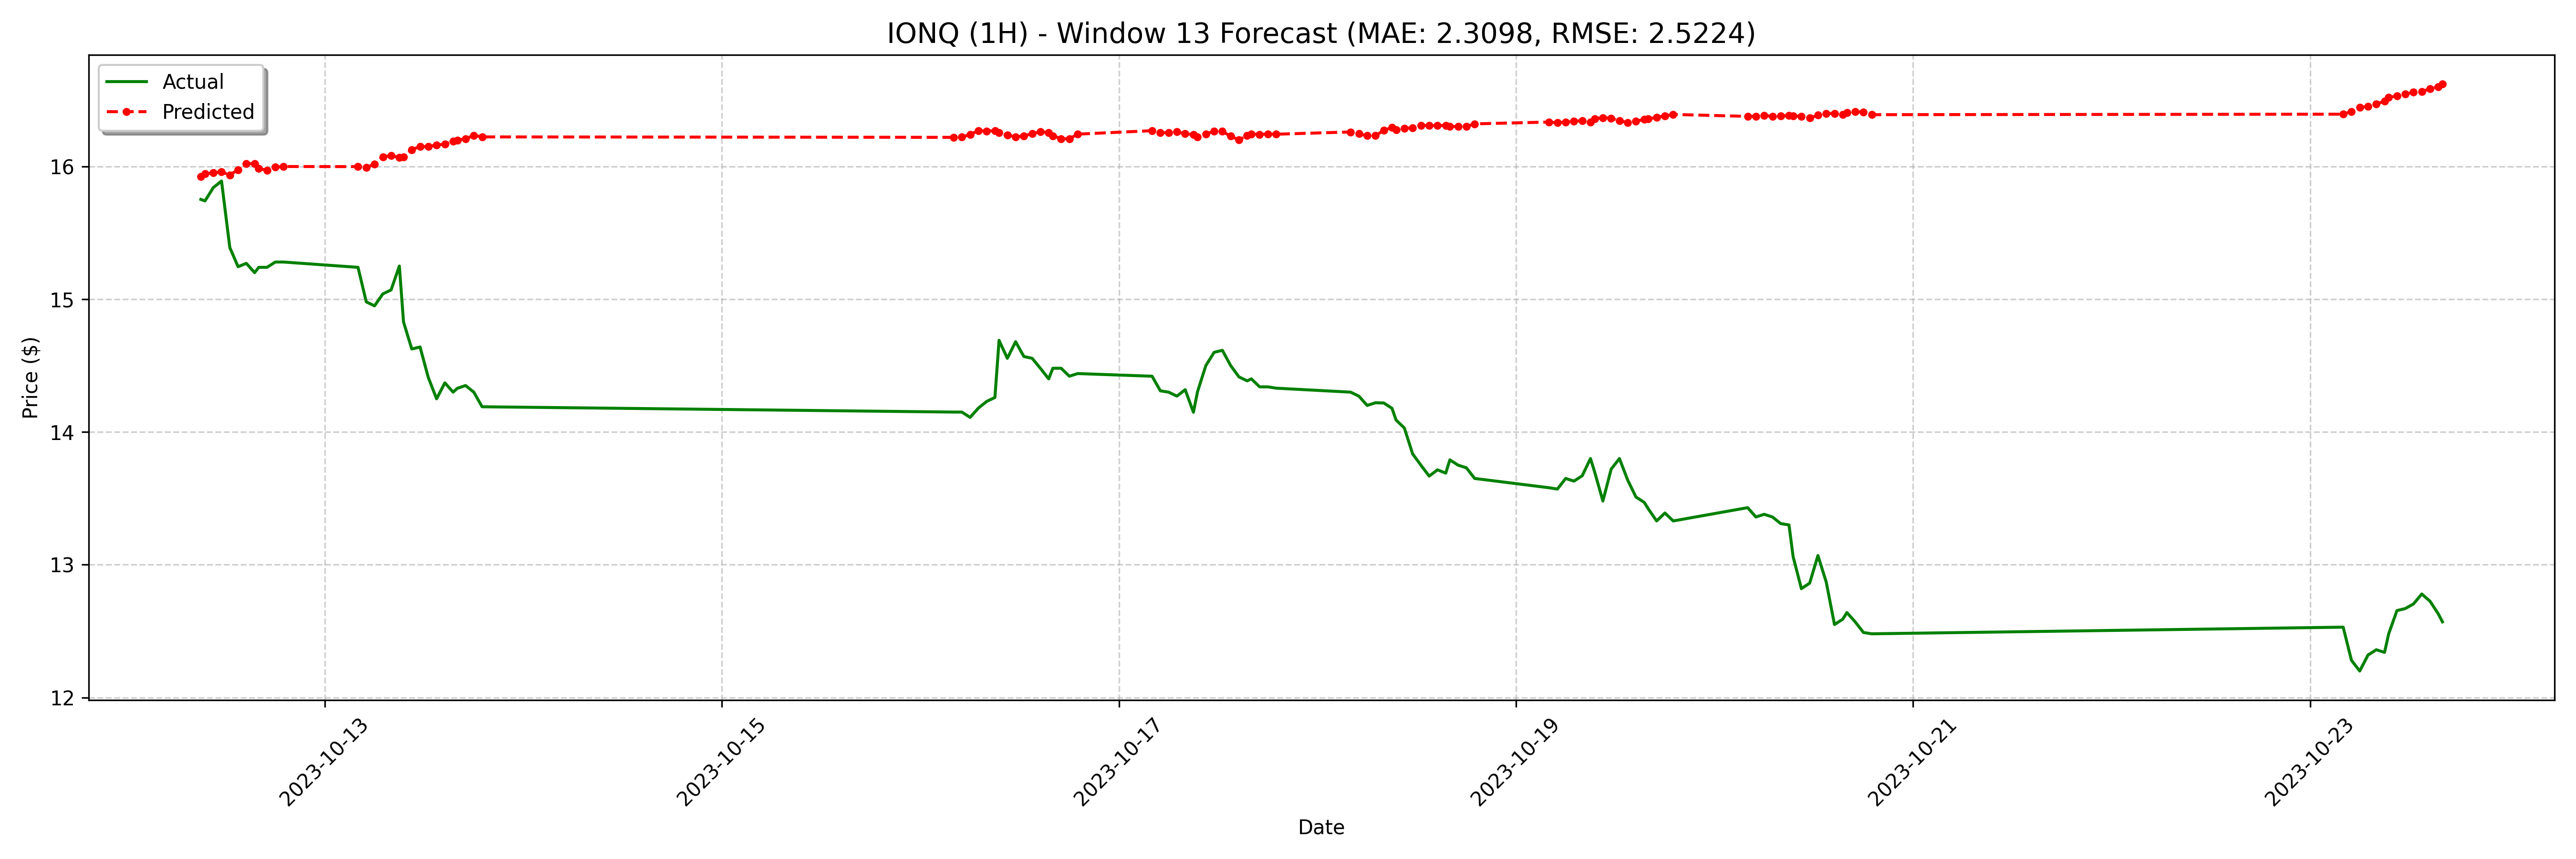 IONQ (1H) - Window 13 Forecast (MAE: 2.3098, RMSE: 2.5224)
Actual
Predicted
Price ($)
16
15
14
13
12
2023-10-13
2023-10-15
2023-10-17
2023-10-19
2023-10-21
2023-10-23
Date